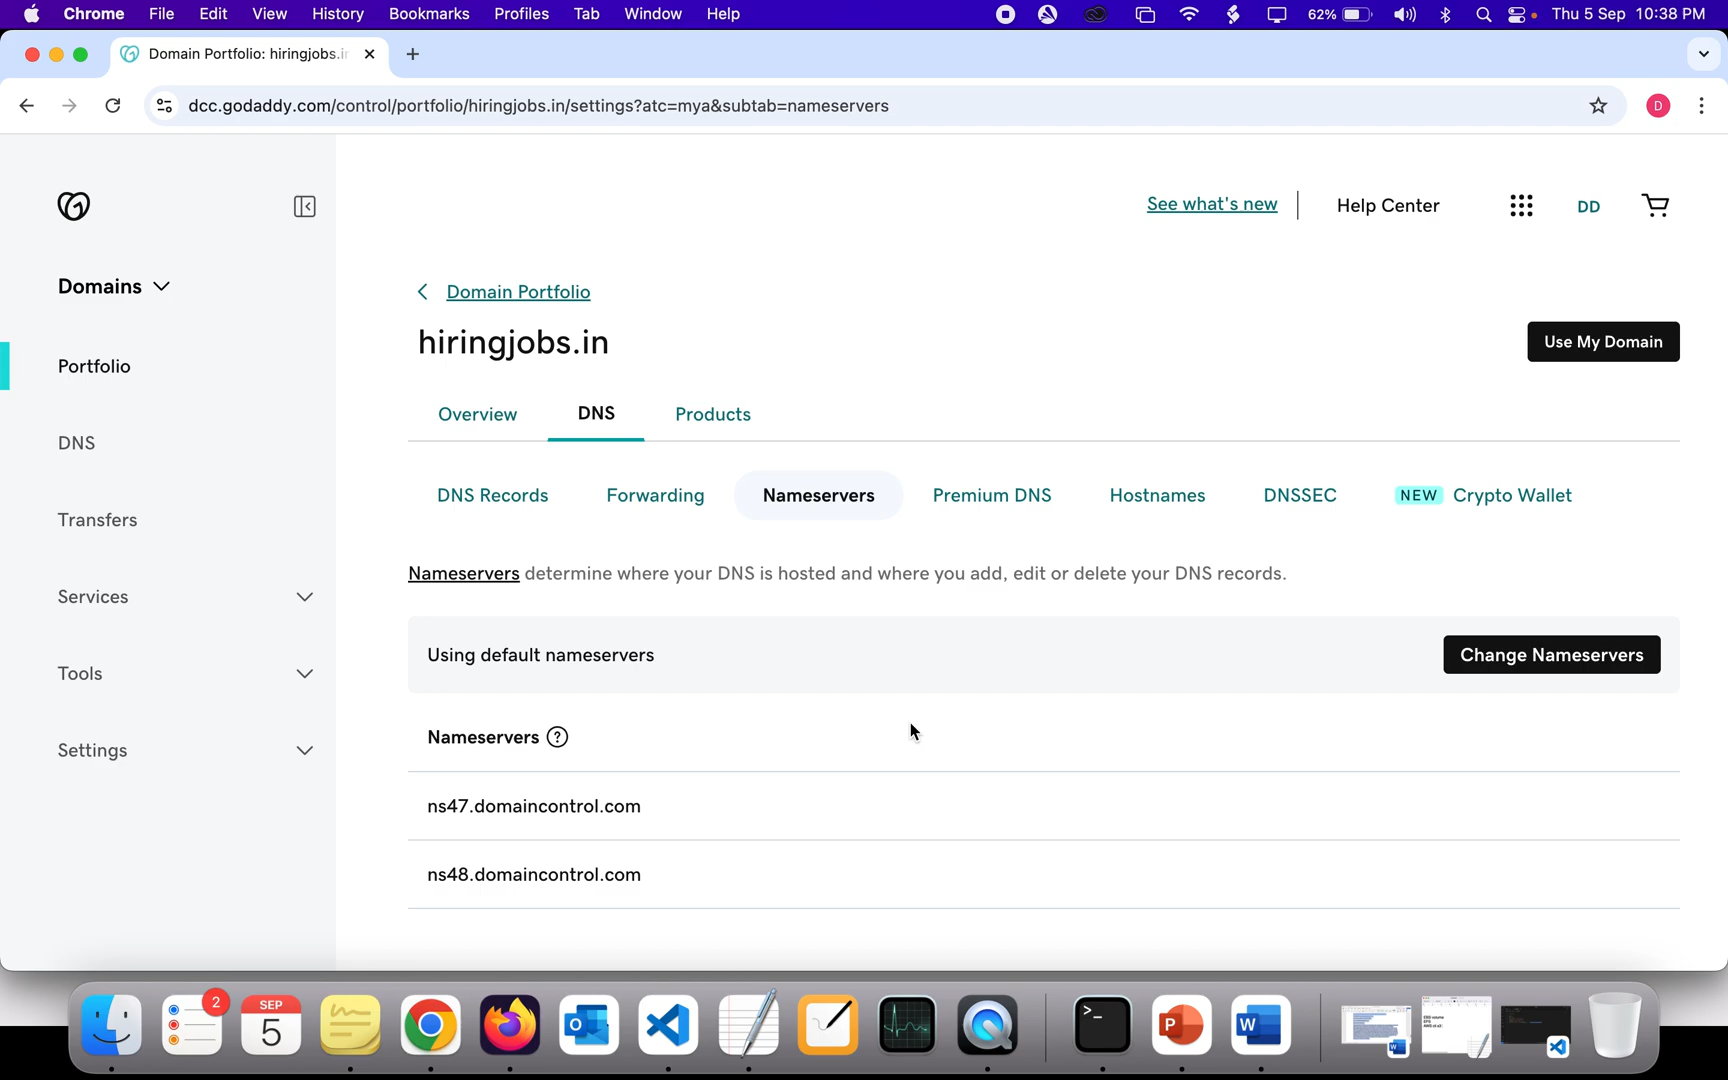 Chrome File Edit View History Bookmarks Profiles Tab Window Help 62% Thu 5 Sep 10:38 PM
Domain Portfolio: hiringjobs.in
dcc.godaddy.com/control/portfolio/hiringjobs.in/settings?atc=mya&subtab=nameservers D
See what's new Help Center DD
Domains
Domain Portfolio
hiringjobs.in
Use My Domain
Portfolio
Overview DNS Products
DNS
DNS Records Forwarding Nameservers Premium DNS Hostnames DNSSEC NEW Crypto Wallet
Transfers
Nameservers determine where your DNS is hosted and where you add, edit or delete your DNS records.
Services
Using default nameservers Change Nameservers
Tools
Nameservers ?
Settings
ns47.domaincontrol.com
ns48.domaincontrol.com
2
SEP
5
O
>_
P
W